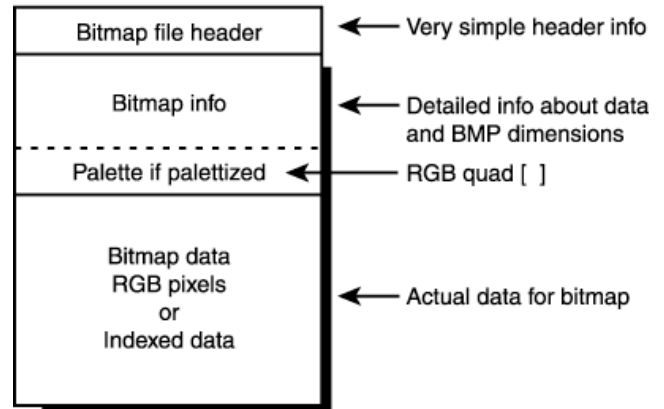 Bitmap file header
Very simple header info
Bitmap info
Detailed info about data
and BMP dimensions
Palette if palettized
RGB quad [ ]
Bitmap data
RGB pixels
or
Indexed data
Actual data for bitmap